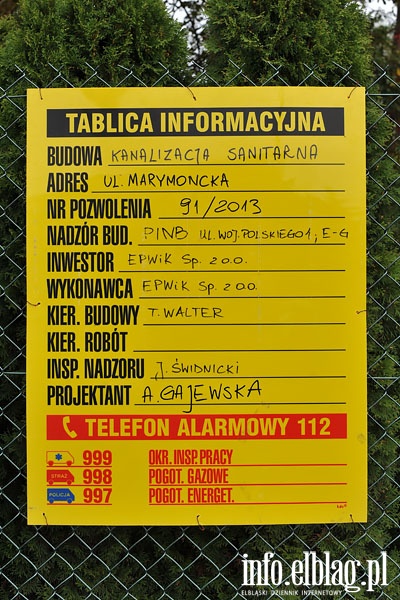 TABLICA INFORMACYJNA
BUDOWA KANALIZACJA SANITARNA
ADRES UL. MARYMONCKA
NR POZWOLENIA 91/2013
NADZÓR BUD. PINB UL. WOJ. POLSKIEGO 1, E-G
INWESTOR EPWiK Sp. z o.o.
WYKONAWCA EPWiK Sp. z o.o.
KIER. BUDOWY T. WALTER
KIER. ROBÓT
INSP. NADZORU J. ŚWIDNICKI
PROJEKTANT A. GAJEWSKA
TELEFON ALARMOWY 112
999 OKR. INSP. PRACY
STRAŻ 998 POGOT. GAZOWE
POLICJA 997 POGOT. ENERGET.
info.elblag.pl
ELBLĄSKI DZIENNIK INTERNETOWY